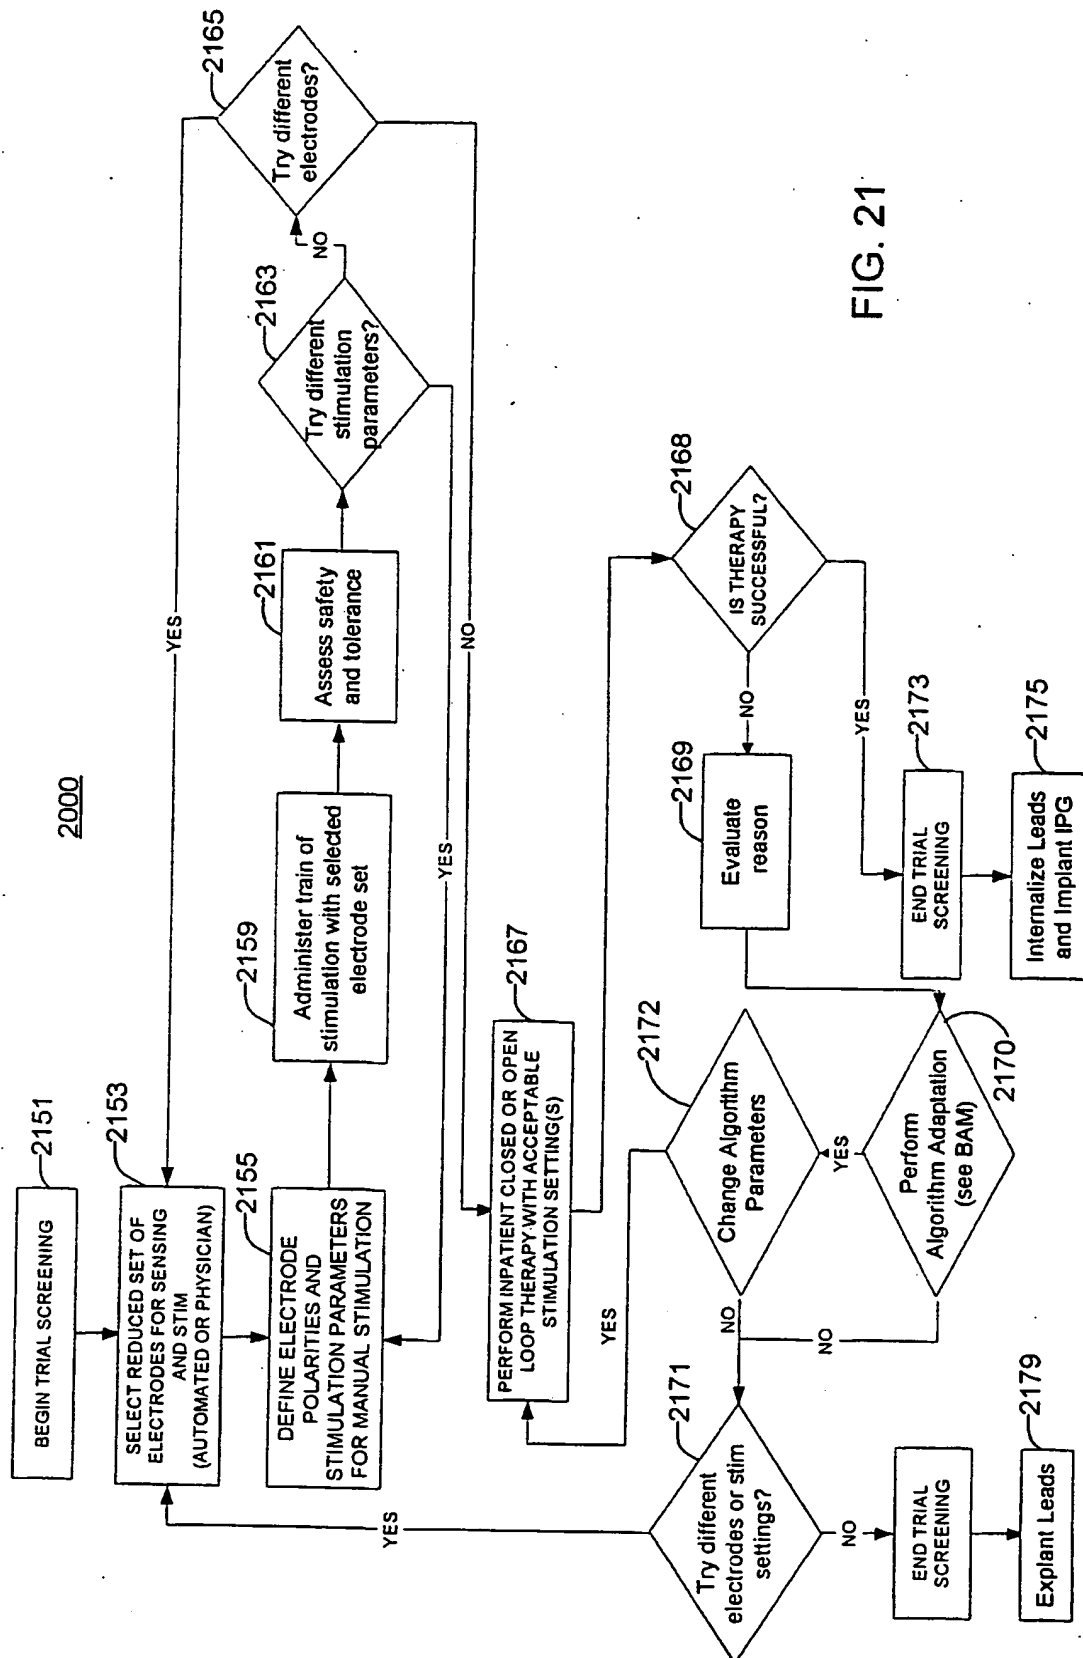 2000
2151
BEGIN TRIAL SCREENING
2153
SELECT REDUCED SET OF
ELECTRODES FOR SENSING
AND STIM
(AUTOMATED OR PHYSICIAN)
2155
DEFINE ELECTRODE
POLARITIES AND
STIMULATION PARAMETERS
FOR MANUAL STIMULATION
2159
Administer train of
stimulation with selected
electrode set
2161
Assess safety
and tolerance
2163
Try different
stimulation
parameters?
NO
YES
2165
Try different
electrodes?
YES
NO
2167
PERFORM INPATIENT CLOSED OR OPEN
LOOP THERAPY WITH ACCEPTABLE
STIMULATION SETTING(S)
2168
IS THERAPY
SUCCESSFUL?
NO
YES
2169
Evaluate
reason
2170
Perform
Algorithm Adaptation
(see BAM)
YES
NO
2172
Change Algorithm
Parameters
YES
NO
2171
Try different
electrodes or stim
settings?
YES
NO
END TRIAL
SCREENING
2179
Explant Leads
2173
END TRIAL
SCREENING
2175
Internalize Leads
and Implant IPG
FIG. 21